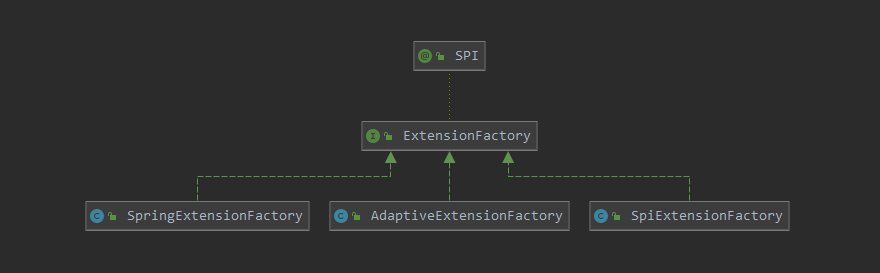 SPI
ExtensionFactory
SpringExtensionFactory
AdaptiveExtensionFactory
SpiExtensionFactory